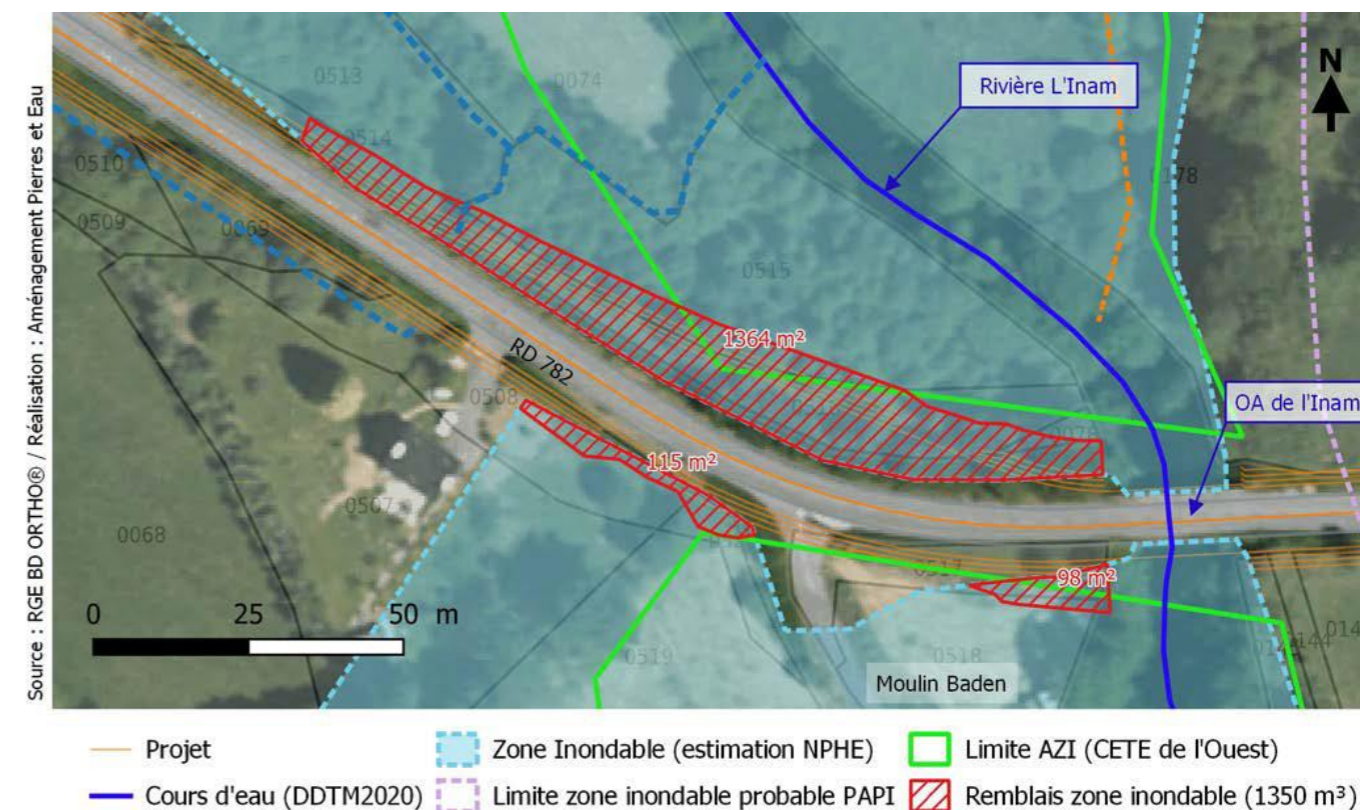 Source : RGE BD ORTHO® / Réalisation : Aménagement Pierres et Eau
0513
0074
N
Rivière L'Inam
0514
0510
0509
0069
0515
1364 m²
RD 782
0508
OA de l'Inam
0076
115 m²
0507
0068
0517
98 m²
0 25 50 m
0519
0518
Moulin Baden
Projet
Zone Inondable (estimation NPHE)
Limite AZI (CETE de l'Ouest)
Cours d'eau (DDTM2020)
Limite zone inondable probable PAPI
Remblais zone inondable (1350 m³)